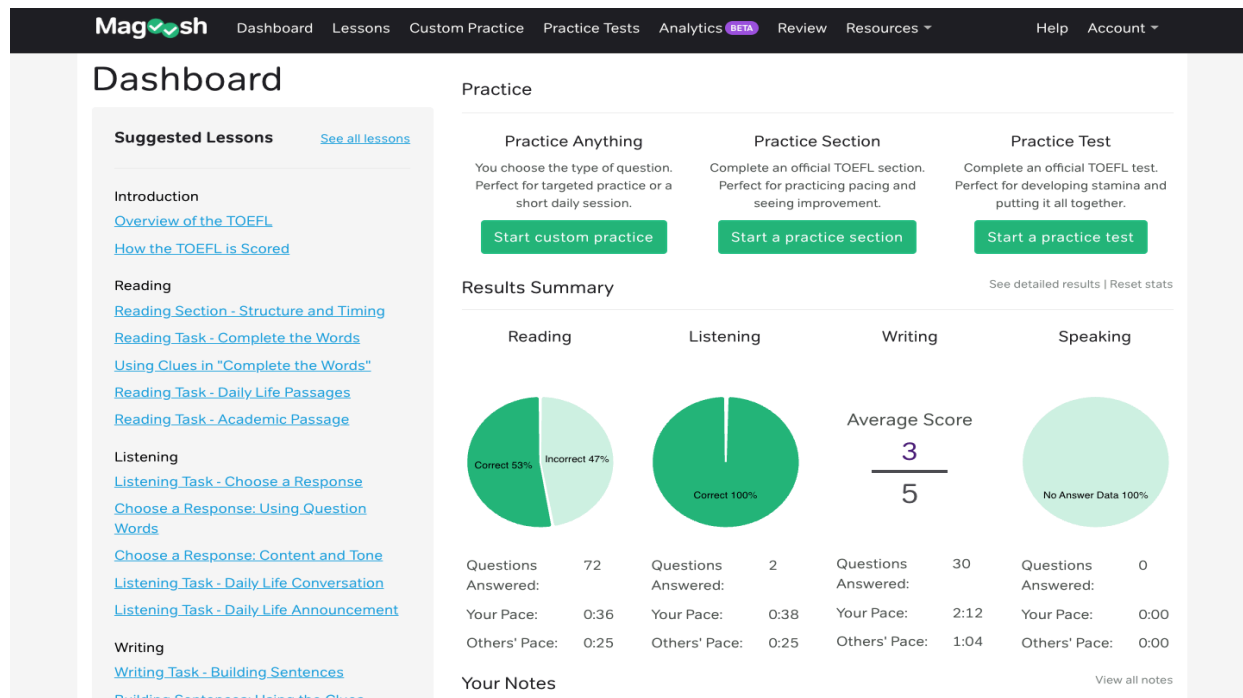 Magoosh Dashboard Lessons Custom Practice Practice Tests Analytics BETA Review Resources Help Account
Dashboard
Suggested Lessons See all lessons
Introduction
Overview of the TOEFL
How the TOEFL is Scored
Reading
Reading Section - Structure and Timing
Reading Task - Complete the Words
Using Clues in "Complete the Words"
Reading Task - Daily Life Passages
Reading Task - Academic Passage
Listening
Listening Task - Choose a Response
Choose a Response: Using Question
Words
Choose a Response: Content and Tone
Listening Task - Daily Life Conversation
Listening Task - Daily Life Announcement
Writing
Writing Task - Building Sentences
Building Sentences: Using the Clues
Practice
Practice Anything
You choose the type of question.
Perfect for targeted practice or a
short daily session.
Start custom practice
Practice Section
Complete an official TOEFL section.
Perfect for practicing pacing and
seeing improvement.
Start a practice section
Practice Test
Complete an official TOEFL test.
Perfect for developing stamina and
putting it all together.
Start a practice test
Results Summary See detailed results | Reset stats
Reading
Correct 53% Incorrect 47%
Questions 72
Answered:
Your Pace: 0:36
Others' Pace: 0:25
Listening
Correct 100%
Questions 2
Answered:
Your Pace: 0:38
Others' Pace: 0:25
Writing
Average Score
3
5
Questions 30
Answered:
Your Pace: 2:12
Others' Pace: 1:04
Speaking
No Answer Data 100%
Questions 0
Answered:
Your Pace: 0:00
Others' Pace: 0:00
Your Notes View all notes